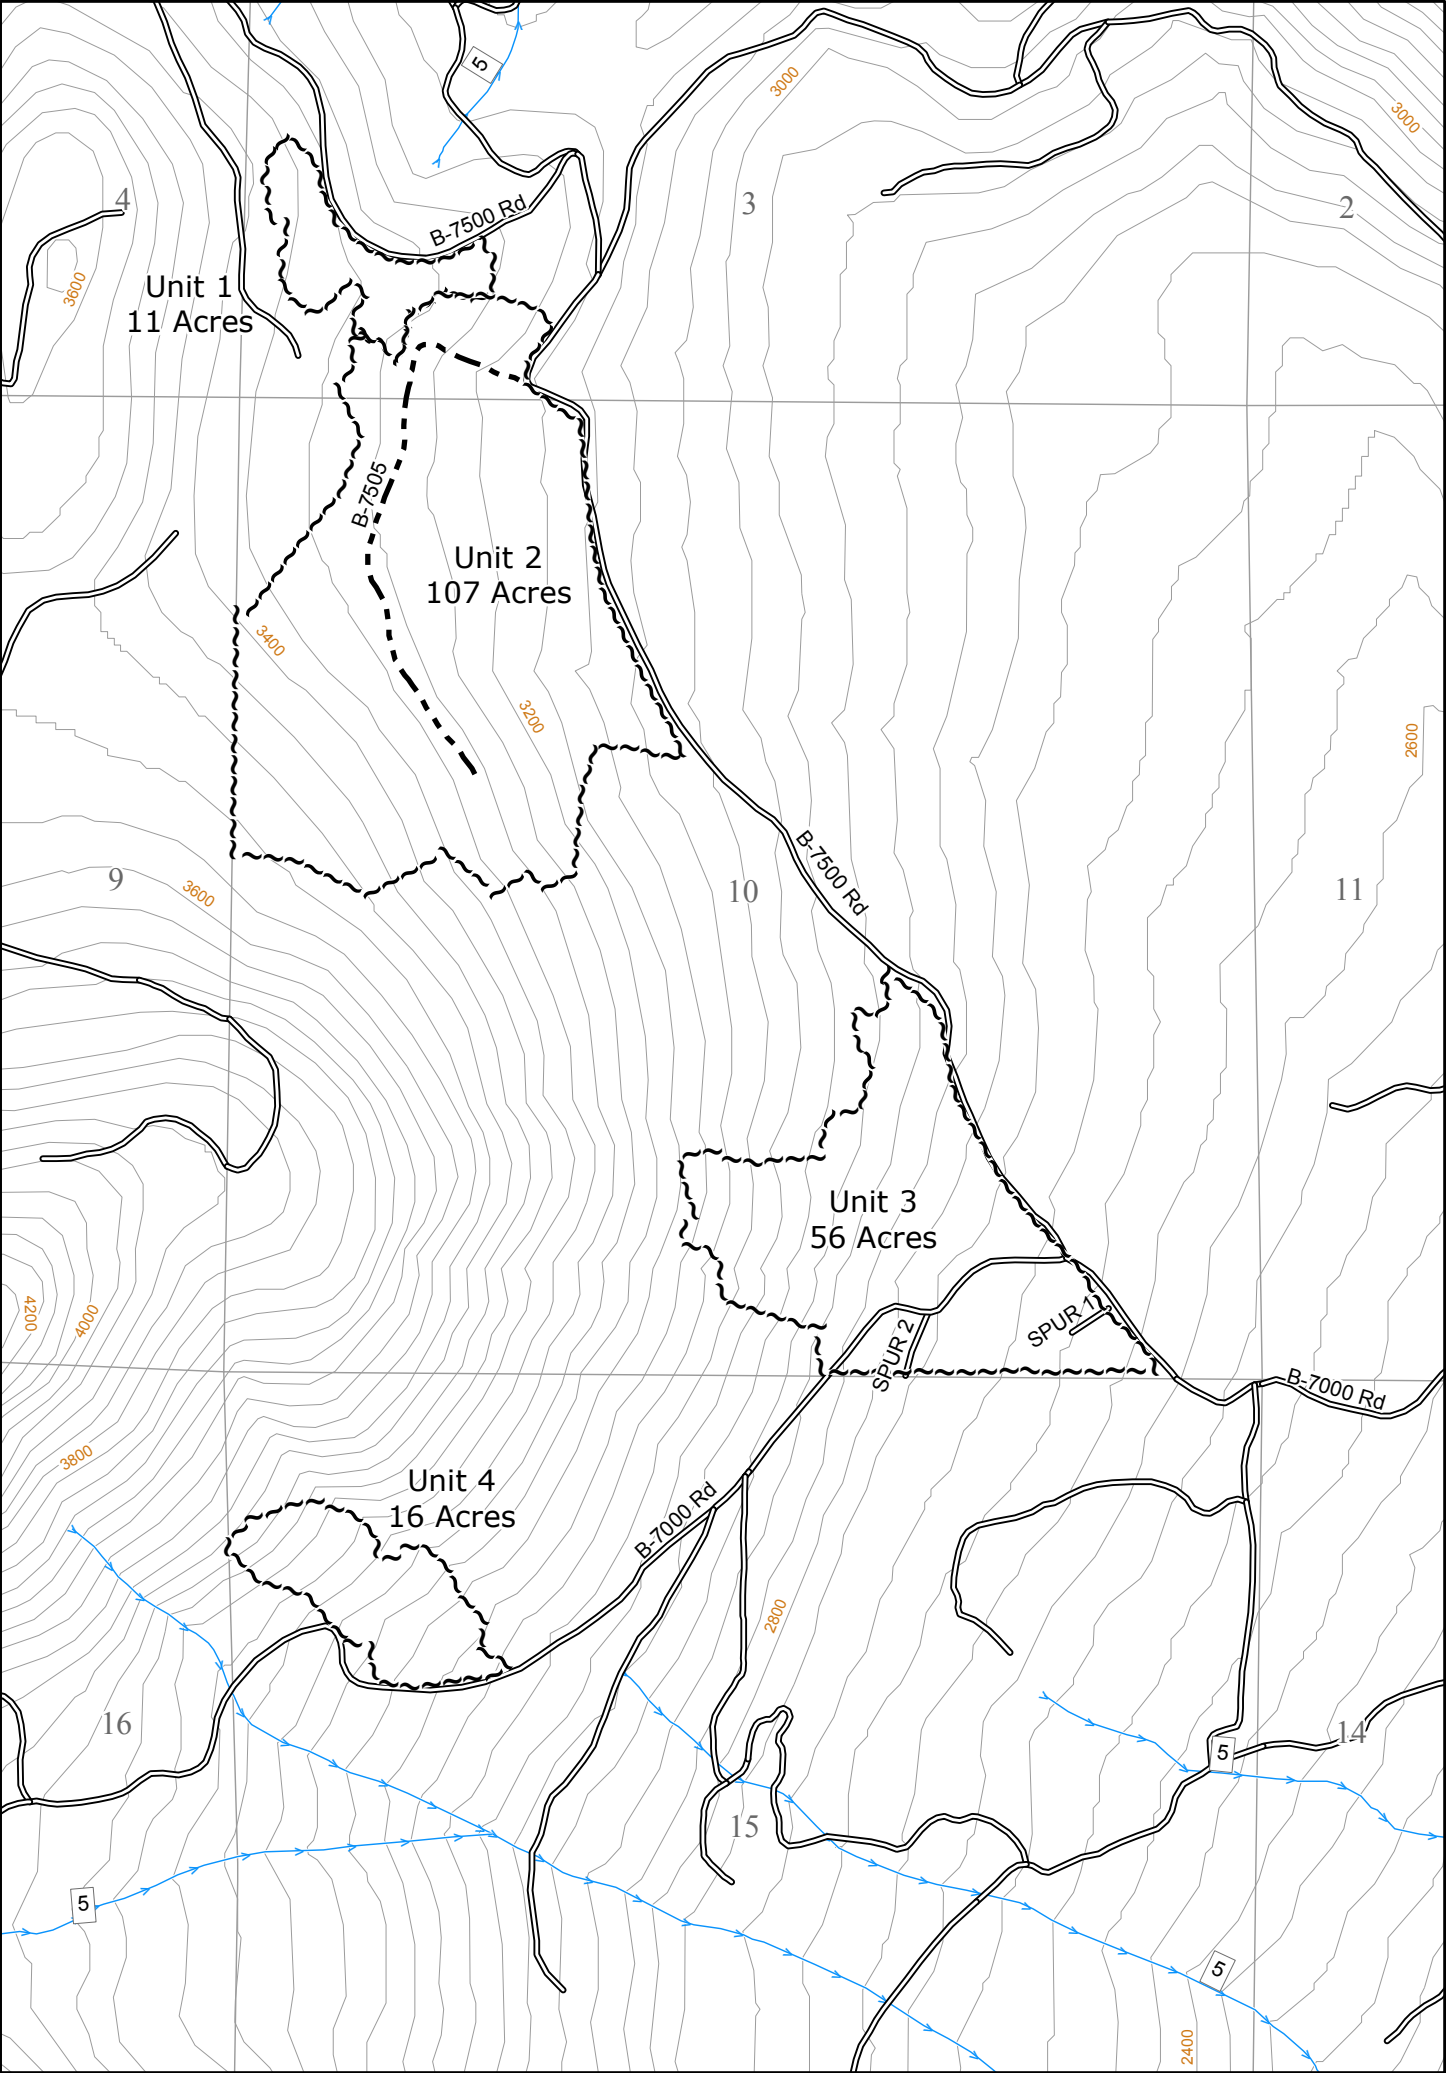 5
3000
3000
4
3
2
B-7500 Rd
3600
Unit 1
11 Acres
B-7505
Unit 2
107 Acres
3400
3200
2600
B-7500 Rd
9
3600
10
11
Unit 3
56 Acres
4200
4000
SPUR 1
SPUR 2
B-7000 Rd
3800
Unit 4
16 Acres
B-7000 Rd
2800
16
14
5
15
5
5
2400